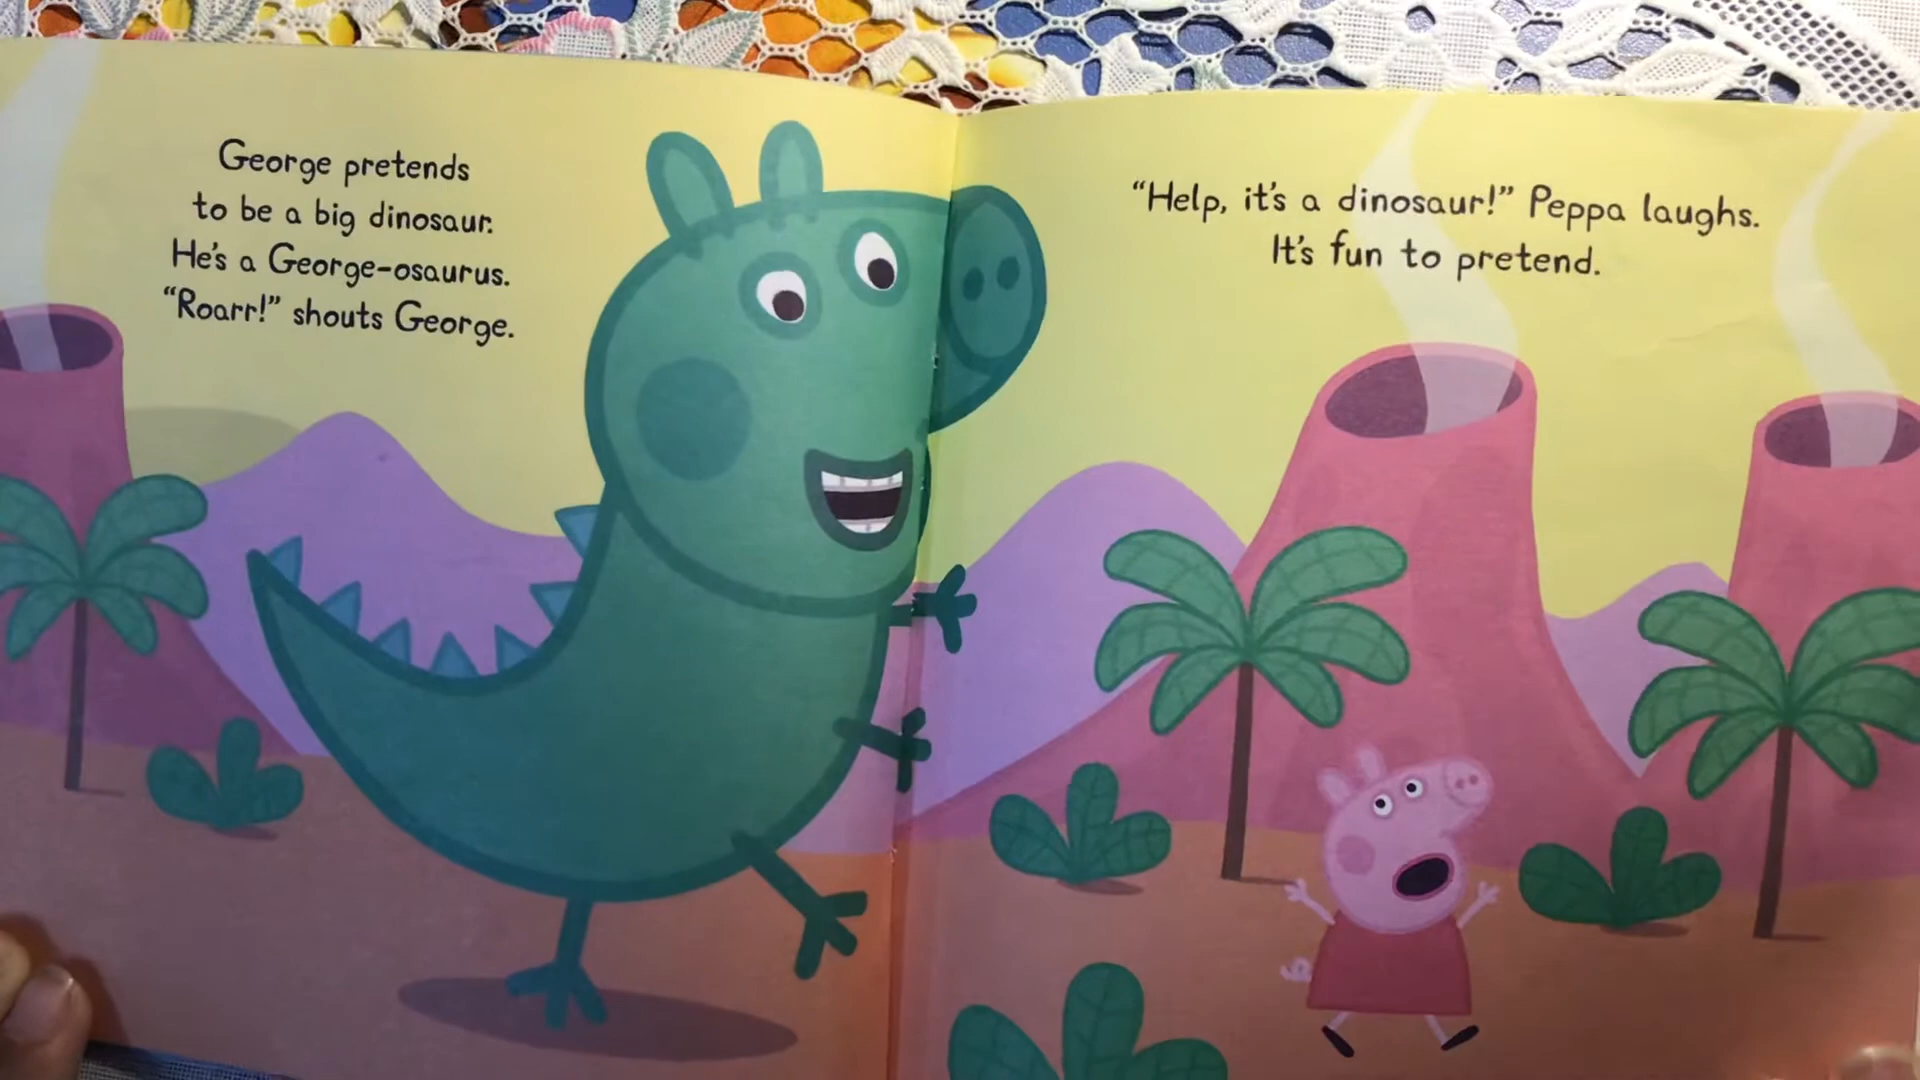 George pretends
to be a big dinosaur.
He's a George-osaurus.
“Roarr!” shouts George.
“Help, it's a dinosaur!” Peppa laughs.
It's fun to pretend.